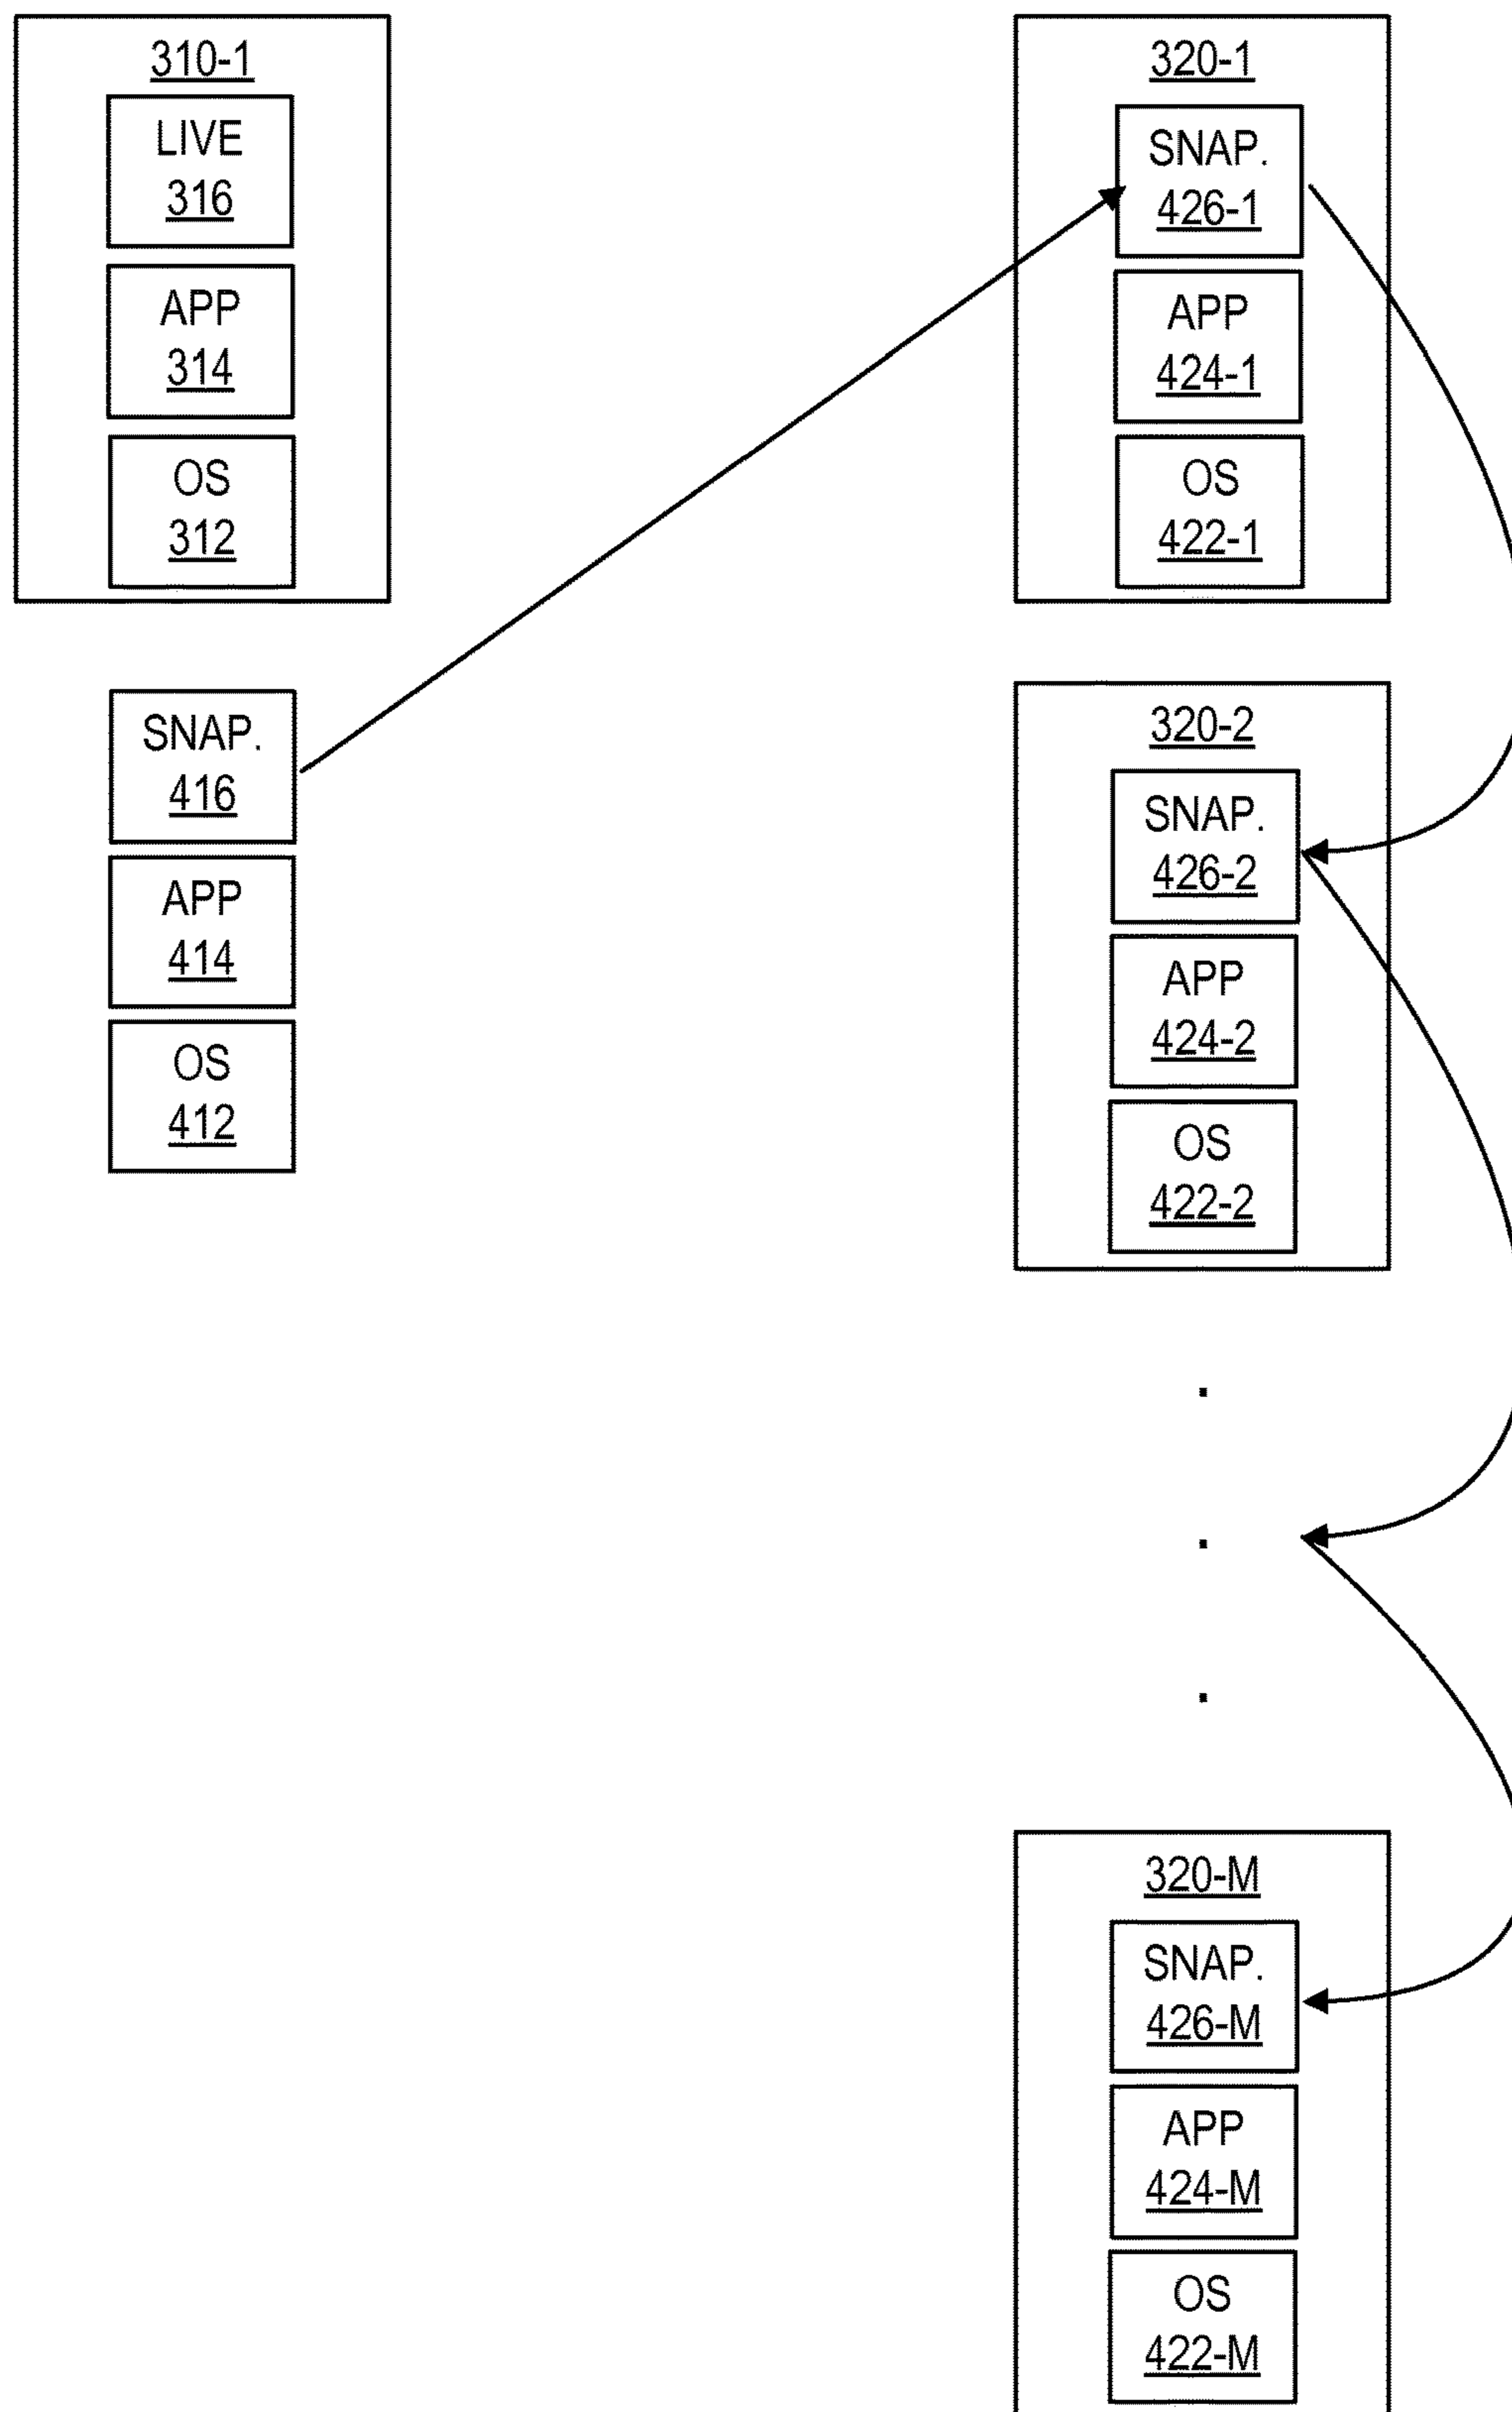 310-1
LIVE
316
APP
314
OS
312
SNAP.
416
APP
414
OS
412
320-1
SNAP.
426-1
APP
424-1
OS
422-1
320-2
SNAP.
426-2
APP
424-2
OS
422-2
.
.
.
320-M
SNAP.
426-M
APP
424-M
OS
422-M